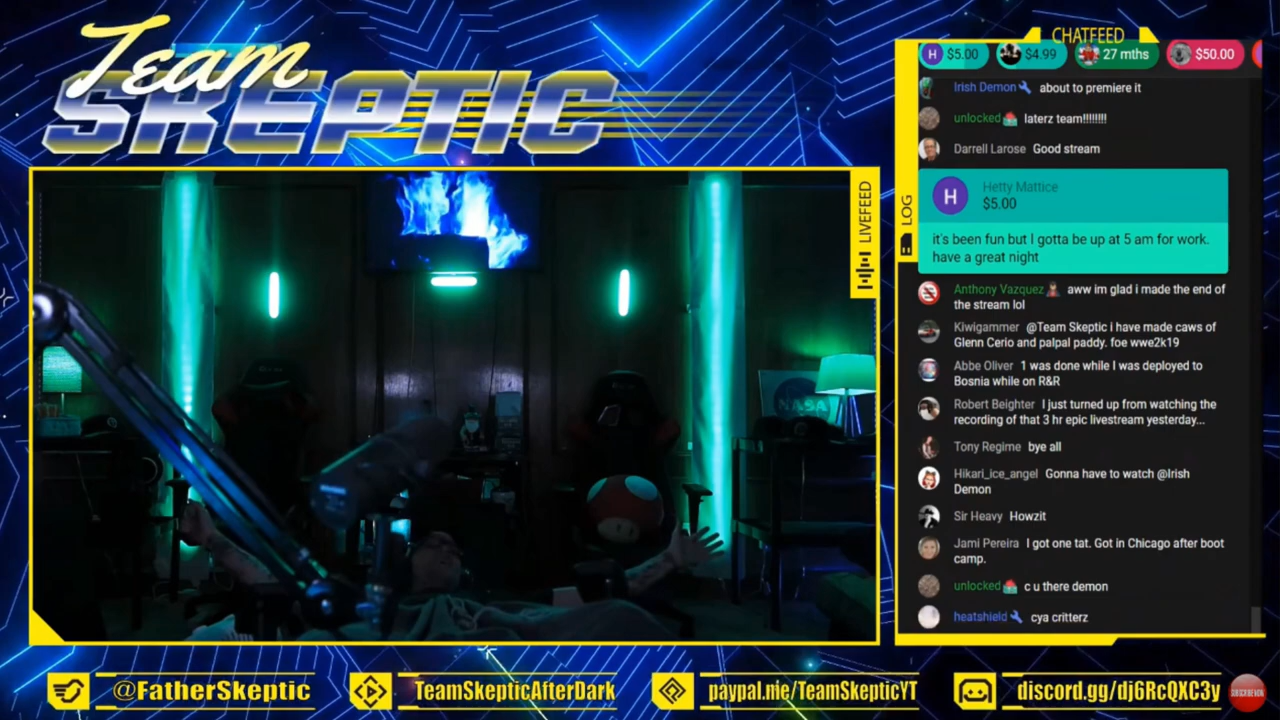 Team
SKEPTIC
CHATFEED
H $5.00
$4.99
27 mths
$50.00
Irish Demon about to premiere it
unlocked laterz team!!!!!!!!
Darrell Larose Good stream
H Hetty Mattice
$5.00
it's been fun but I gotta be up at 5 am for work.
have a great night
Anthony Vazquez aww im glad i made the end of
the stream lol
Kiwigammer @Team Skeptic i have made caws of
Glenn Cerio and palpal paddy. foe wwe2k19
Abbe Oliver 1 was done while I was deployed to
Bosnia while on R&R
Robert Beighter I just turned up from watching the
recording of that 3 hr epic livestream yesterday...
Tony Regime bye all
Hikari_ice_angel Gonna have to watch @Irish
Demon
Sir Heavy Howzit
Jami Pereira I got one tat. Got in Chicago after boot
camp.
unlocked c u there demon
heatshield cya critterz
LIVEFEED
LOG
NASA
@FatherSkeptic
TeamSkepticAfterDark
paypal.me/TeamSkepticYT
discord.gg/dj6RcQXC3y